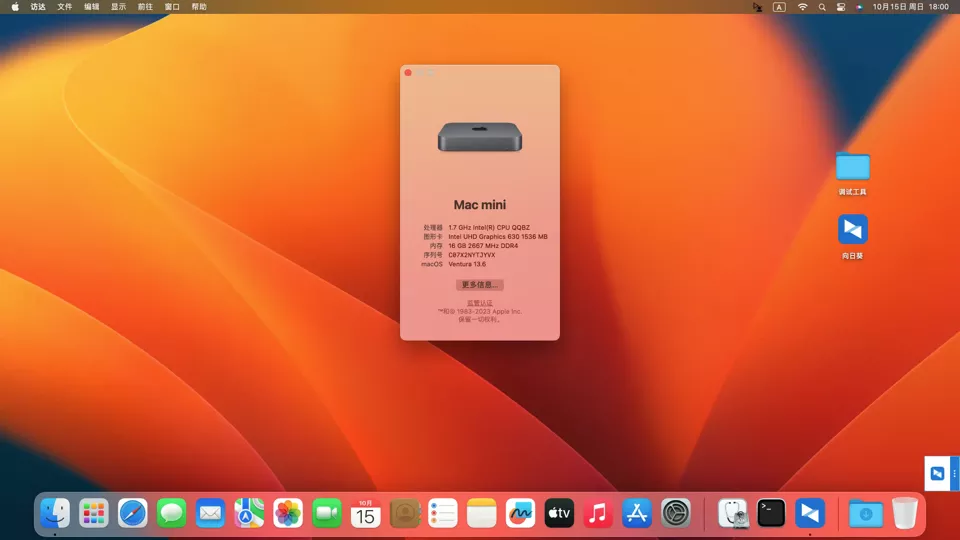 访达 文件 编辑 显示 前往 窗口 帮助 A 10月15日 周日 18:00
Mac mini
处理器 1.7 GHz Intel(R) CPU QQBZ
图形卡 Intel UHD Graphics 630 1536 MB
内存 16 GB 2667 MHz DDR4
序列号 C07X2NYTJYVX
macOS Ventura 13.6
更多信息...
监管认证
™和© 1983-2023 Apple Inc.
保留一切权利。
调试工具
向日葵
10月
15
tv